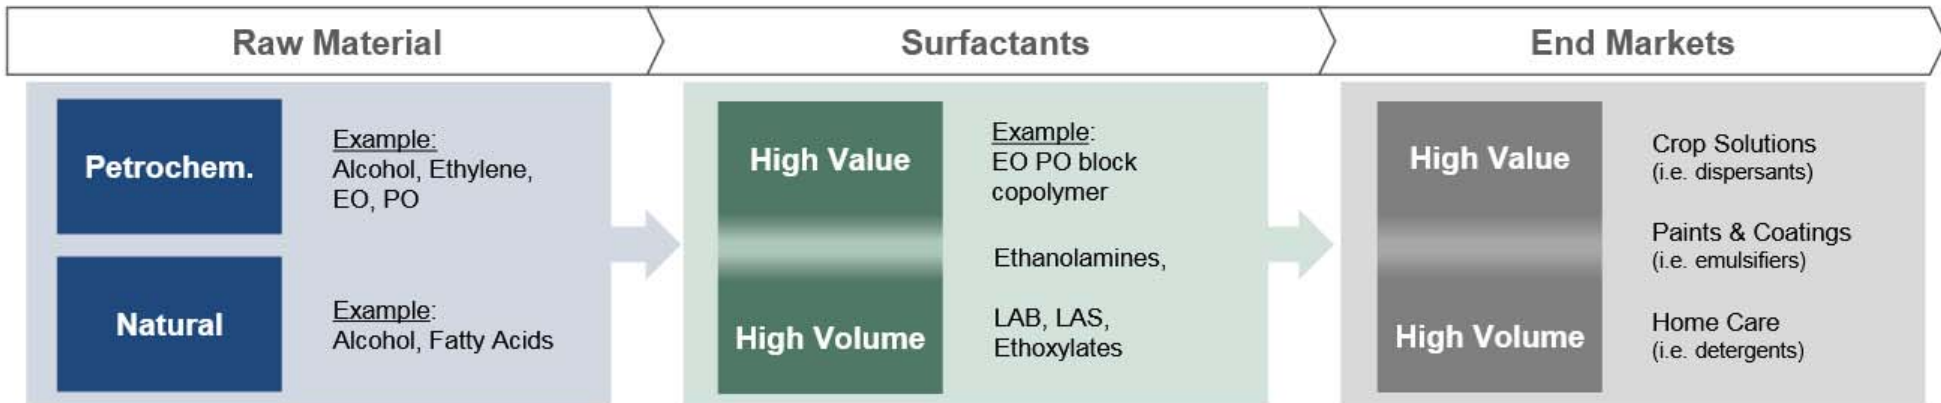 Raw Material
Surfactants
End Markets
Petrochem.
Example:
Alcohol, Ethylene,
EO, PO
Natural
Example:
Alcohol, Fatty Acids
High Value
Example:
EO PO block
copolymer
Ethanolamines,
High Volume
LAB, LAS,
Ethoxylates
High Value
Crop Solutions
(i.e. dispersants)
Paints & Coatings
(i.e. emulsifiers)
High Volume
Home Care
(i.e. detergents)